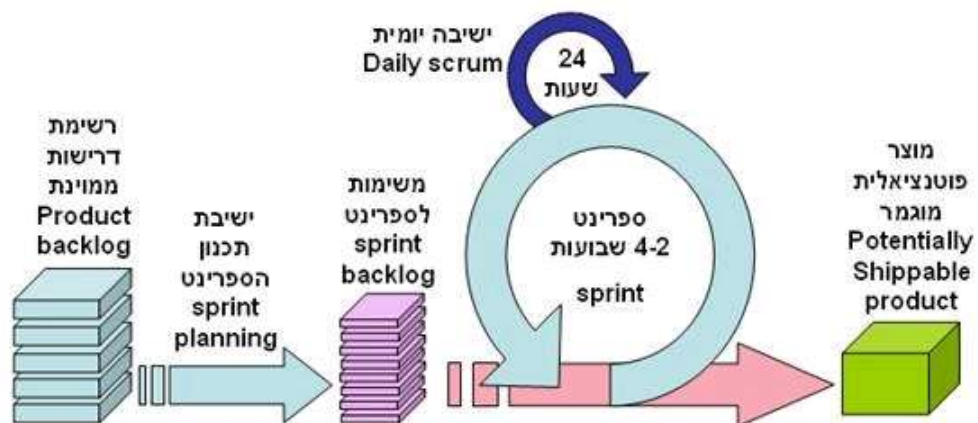 רשימת
דרישות
ממוינת
Product
backlog
ישיבת
תכנון
הספרינט
sprint
planning
משימות
לספרינט
sprint
backlog
ישיבה יומית
Daily scrum
24
שעות
ספרינט
4-2 שבועות
sprint
מוצר
פוטנציאלית
מוגמר
Potentially
Shippable
product